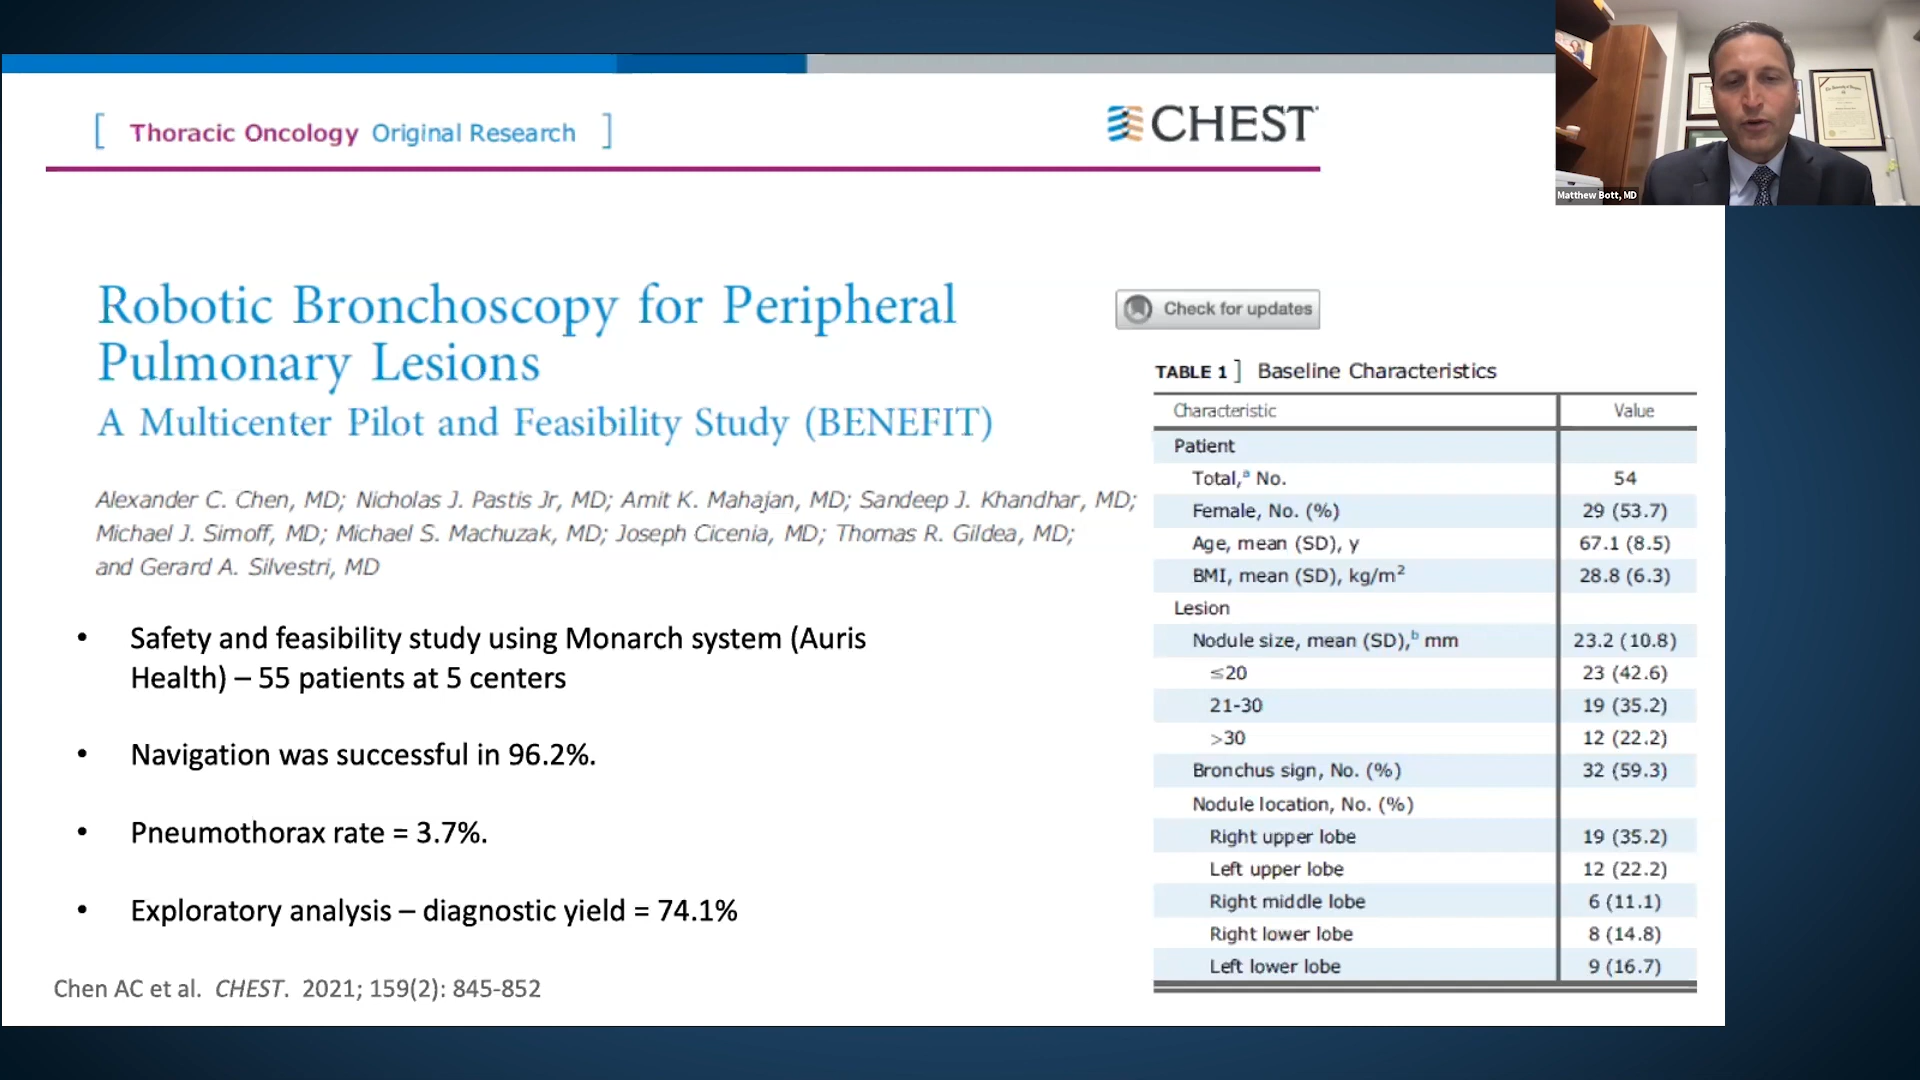 [ Thoracic Oncology Original Research ]
CHEST
Matthew Bott, MD
Robotic Bronchoscopy for Peripheral
Pulmonary Lesions
A Multicenter Pilot and Feasibility Study (BENEFIT)
Check for updates
Alexander C. Chen, MD; Nicholas J. Pastis Jr, MD; Amit K. Mahajan, MD; Sandeep J. Khandhar, MD;
Michael J. Simoff, MD; Michael S. Machuzak, MD; Joseph Cicenia, MD; Thomas R. Gildea, MD;
and Gerard A. Silvestri, MD
• Safety and feasibility study using Monarch system (Auris
Health) – 55 patients at 5 centers
• Navigation was successful in 96.2%.
• Pneumothorax rate = 3.7%.
• Exploratory analysis – diagnostic yield = 74.1%
Chen AC et al. CHEST. 2021; 159(2): 845-852
TABLE 1 ] Baseline Characteristics
Characteristic Value
Patient
Total,a No. 54
Female, No. (%) 29 (53.7)
Age, mean (SD), y 67.1 (8.5)
BMI, mean (SD), kg/m2 28.8 (6.3)
Lesion
Nodule size, mean (SD),b mm 23.2 (10.8)
≤20 23 (42.6)
21-30 19 (35.2)
>30 12 (22.2)
Bronchus sign, No. (%) 32 (59.3)
Nodule location, No. (%)
Right upper lobe 19 (35.2)
Left upper lobe 12 (22.2)
Right middle lobe 6 (11.1)
Right lower lobe 8 (14.8)
Left lower lobe 9 (16.7)